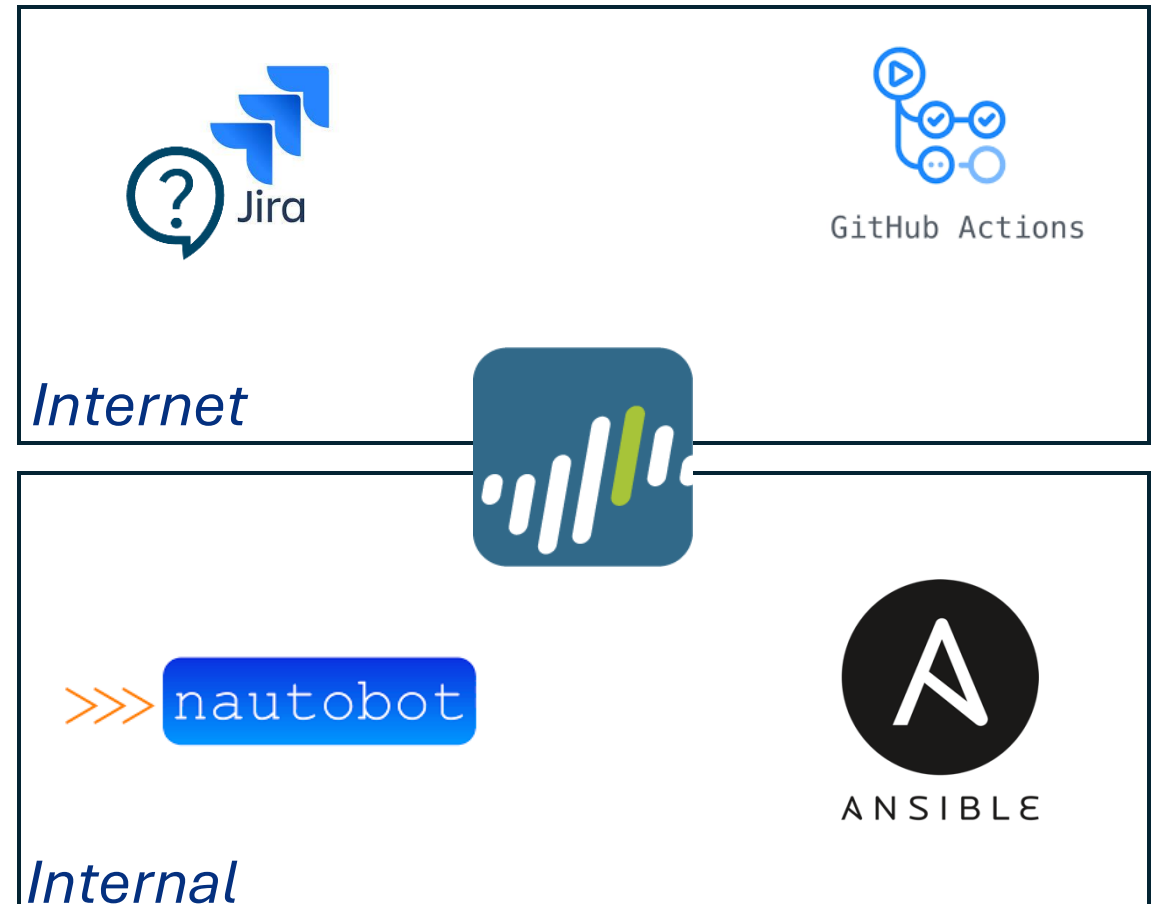 ?
Jira
GitHub Actions
Internet
>>> nautobot
ANSIBLE
Internal